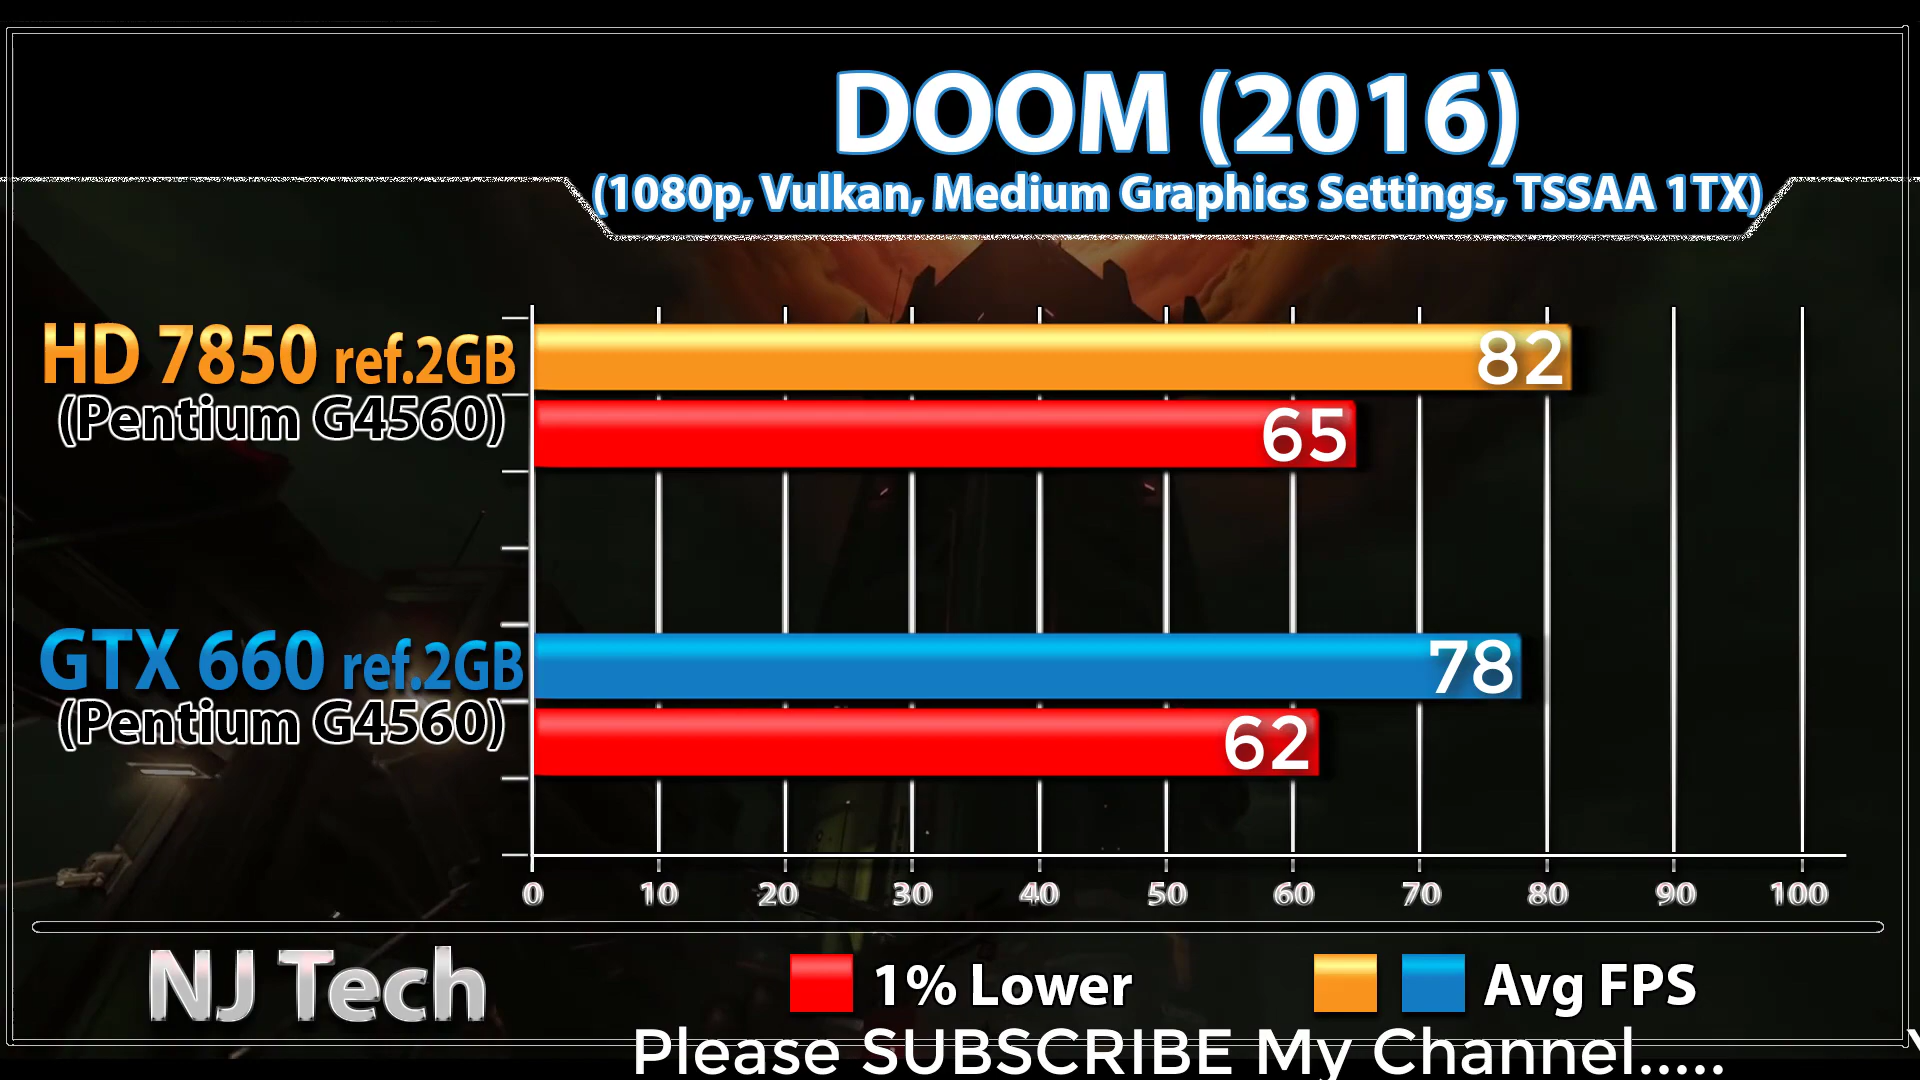 DOOM (2016)
(1080p, Vulkan, Medium Graphics Settings, TSSAA 1TX)
HD 7850 ref.2GB
(Pentium G4560)
82
65
GTX 660 ref.2GB
(Pentium G4560)
78
62
0 10 20 30 40 50 60 70 80 90 100
NJ Tech
1% Lower
Avg FPS
Please SUBSCRIBE My Channel.....